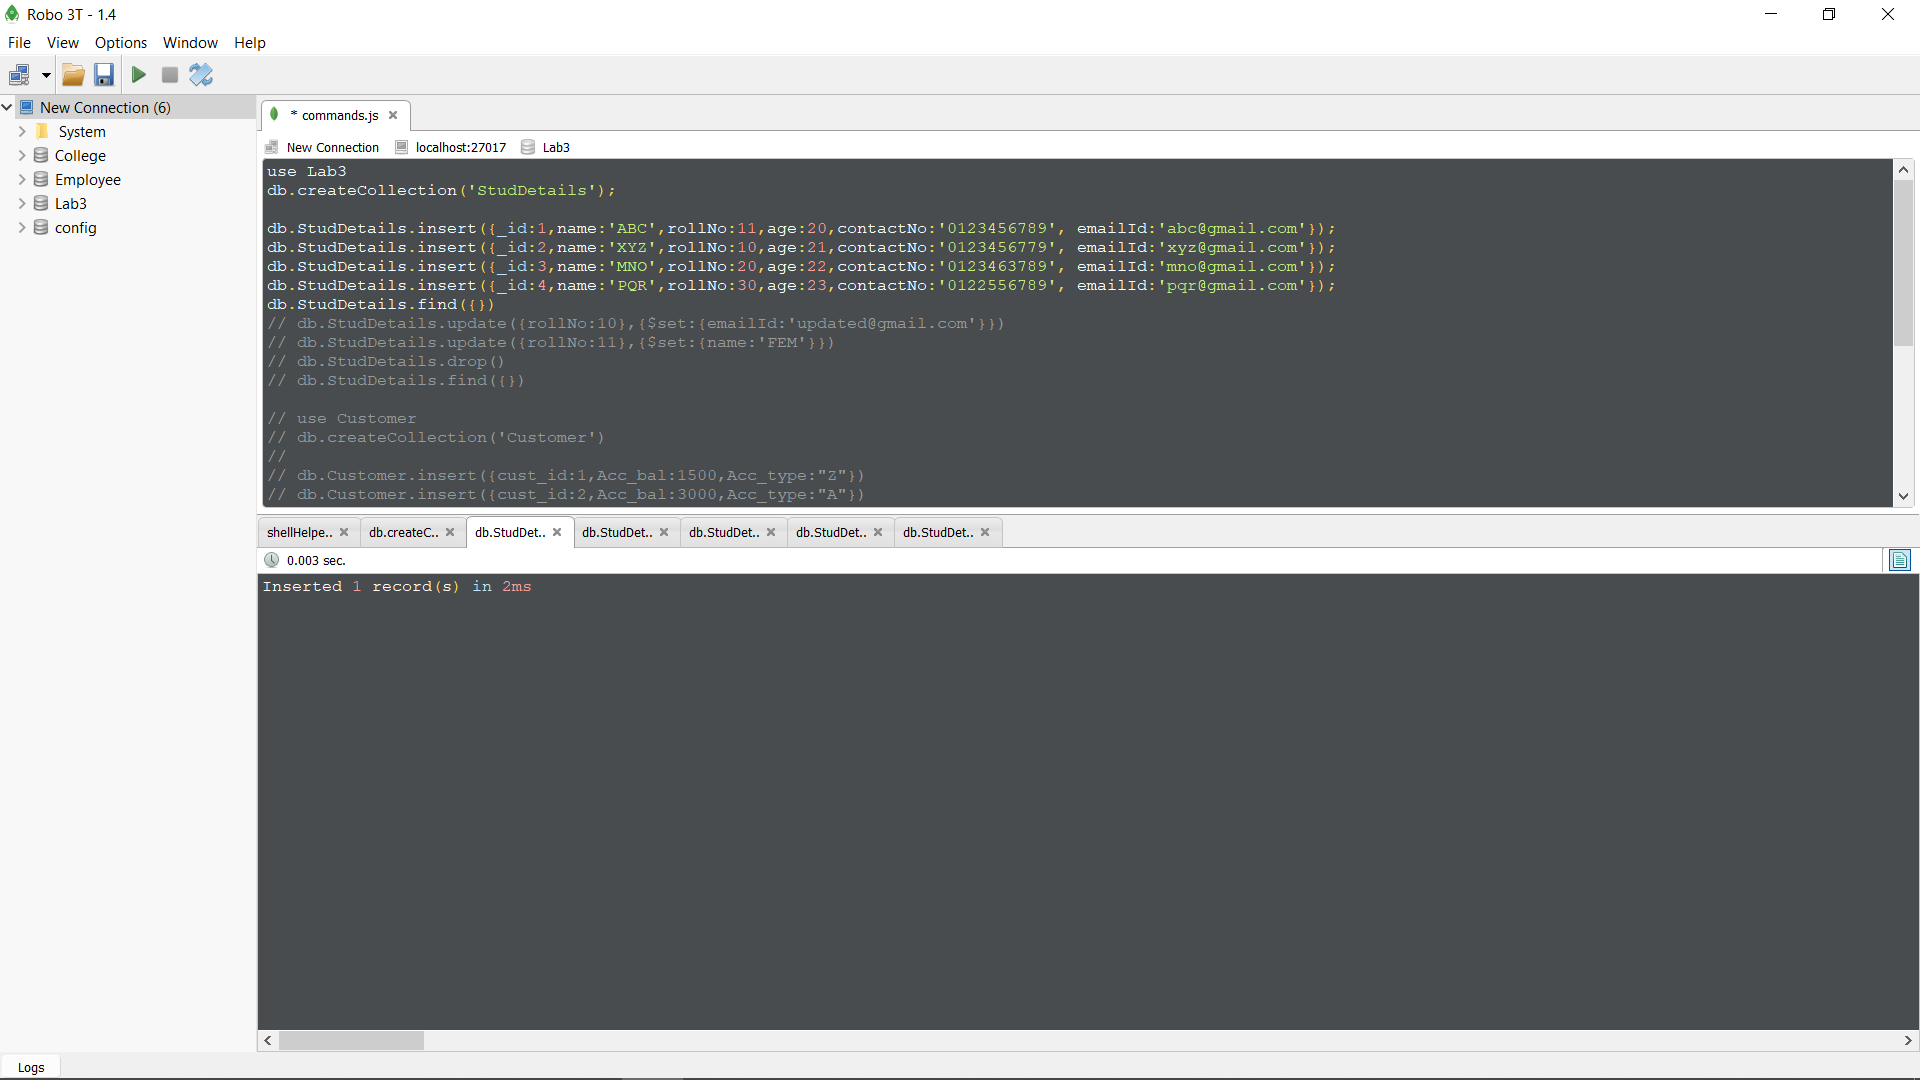 Robo 3T - 1.4
File View Options Window Help
New Connection (6)
System
College
Employee
Lab3
config
* commands.js
New Connection localhost:27017 Lab3
use Lab3
db.createCollection('StudDetails');
db.StudDetails.insert({_id:1,name:'ABC',rollNo:11,age:20,contactNo:'0123456789', emailId:'abc@gmail.com'});
db.StudDetails.insert({_id:2,name:'XYZ',rollNo:10,age:21,contactNo:'0123456779', emailId:'xyz@gmail.com'});
db.StudDetails.insert({_id:3,name:'MNO',rollNo:20,age:22,contactNo:'0123463789', emailId:'mno@gmail.com'});
db.StudDetails.insert({_id:4,name:'PQR',rollNo:30,age:23,contactNo:'0122556789', emailId:'pqr@gmail.com'});
db.StudDetails.find({})
// db.StudDetails.update({rollNo:10},{$set:{emailId:'updated@gmail.com'}})
// db.StudDetails.update({rollNo:11},{$set:{name:'FEM'}})
// db.StudDetails.drop()
// db.StudDetails.find({})
// use Customer
// db.createCollection('Customer')
//
// db.Customer.insert({cust_id:1,Acc_bal:1500,Acc_type:"Z"})
// db.Customer.insert({cust_id:2,Acc_bal:3000,Acc_type:"A"})
shellHelpe.. db.createC.. db.StudDet.. db.StudDet.. db.StudDet.. db.StudDet.. db.StudDet..
0.003 sec.
Inserted 1 record(s) in 2ms
Logs